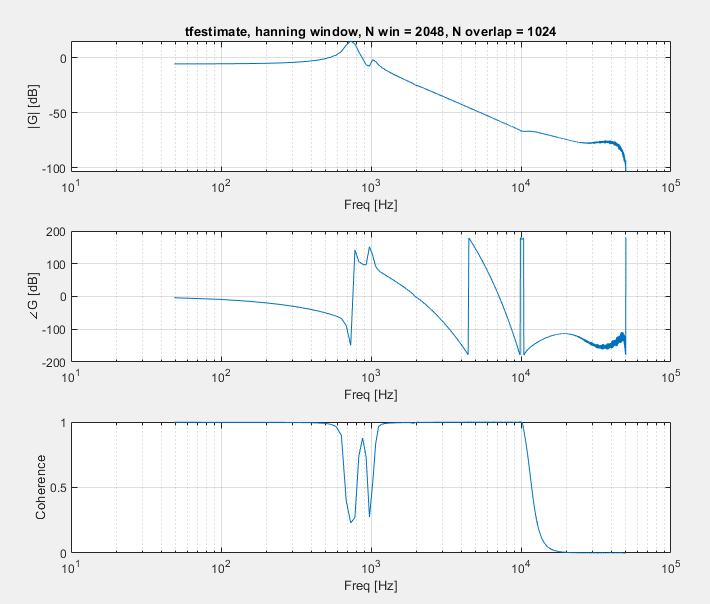 tfestimate, hanning window, N win = 2048, N overlap = 1024
|G| [dB]
0
-50
-100
10^1 10^2 10^3 10^4 10^5
Freq [Hz]
∠G [dB]
200
100
0
-100
-200
10^1 10^2 10^3 10^4 10^5
Freq [Hz]
Coherence
1
0.5
0
10^1 10^2 10^3 10^4 10^5
Freq [Hz]